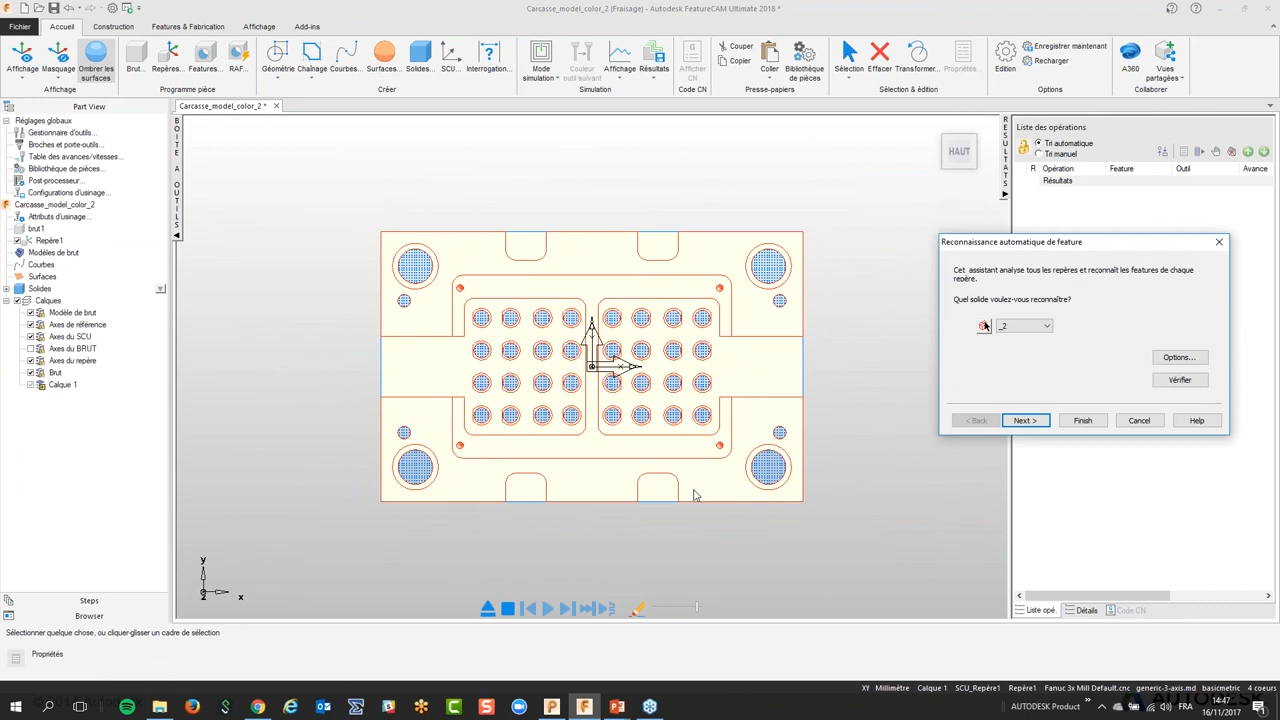 Carcasse_model_color_2 (Fraisage) - Autodesk FeatureCAM Ultimate 2018 *
Fichier Accueil Construction Features & Fabrication Affichage Add-ins
Affichage Masquage Ombrer les surfaces Brut... Repères... Features... RAF... Géométrie Chaînage Courbes... Surfaces... Solides... SCU... Interrogation... Mode simulation Couleur outil suivant Affichage Résultats Afficher CN Couper Copier Coller Bibliothèque de pièces Sélection Effacer Transformer... Propriétés... Edition Enregistrer maintenant Recharger A360 Vues partagées
Affichage Programme pièce Créer Simulation Code CN Presse-papiers Sélection & édition Options Collaborer
Part View
Carcasse_model_color_2 *
Réglages globaux
Gestionnaire d'outils...
Broches et porte-outils...
Table des avances/vitesses...
Bibliothèque de pièces...
Post-processeur...
Configurations d'usinage...
Carcasse_model_color_2
Attributs d'usinage...
brut1
Repère1
Modèles de brut
Courbes
Surfaces
Solides
Calques
Modèle de brut
Axes de référence
Axes du SCU
Axes du BRUT
Axes du repère
Brut
Calque 1
Steps
Browser
BOITE A OUTILS
HAUT
y
z
x
x
RESULTATS
Liste des opérations
Tri automatique
Tri manuel
R Opération Feature Outil Avance
Résultats
Reconnaissance automatique de feature
Cet assistant analyse tous les repères et reconnaît les features de chaque
repère.
Quel solide voulez-vous reconnaître?
_2
Options...
Vérifier
< Back Next > Finish Cancel Help
Liste opé. Détails Code CN
Sélectionner quelque chose, ou cliquer-glisser un cadre de sélection
Propriétés
XY Millimètre Calque 1 SCU_Repère1 Repère1 Fanuc 3x Mill Default.cnc generic-3-axis.md basicmetric 4 coeurs
AUTODESK
AUTODESK Product FRA 14:47
16/11/2017